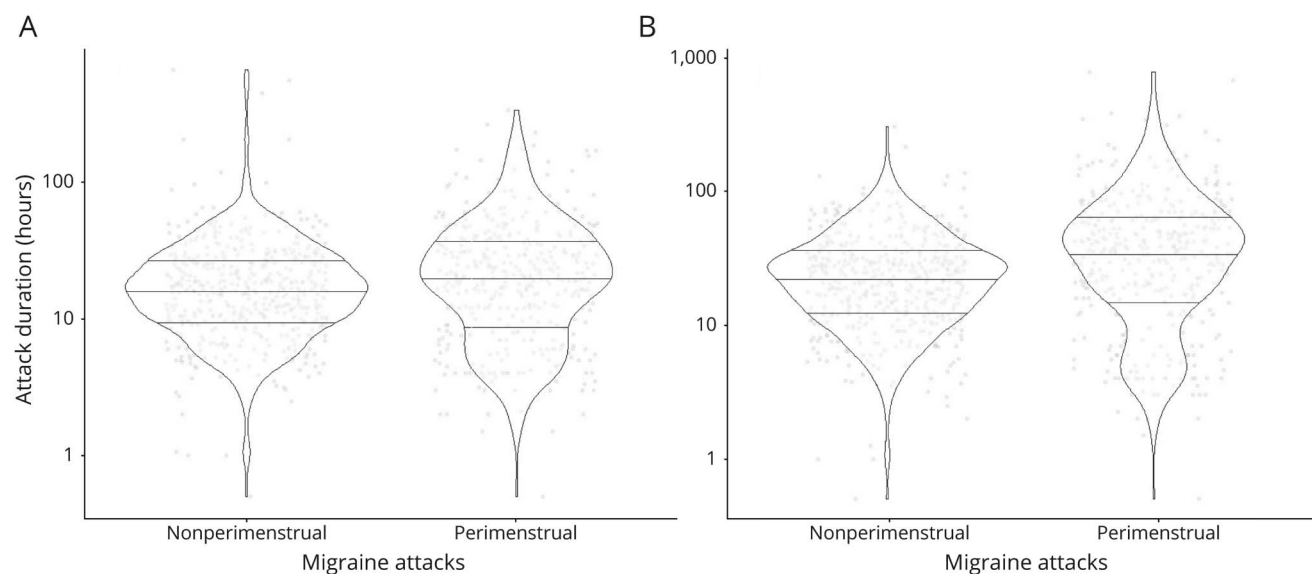 A
Attack duration (hours)
100
10
1
Nonperimenstrual
Perimenstrual
Migraine attacks
B
1,000
100
10
1
Nonperimenstrual
Perimenstrual
Migraine attacks